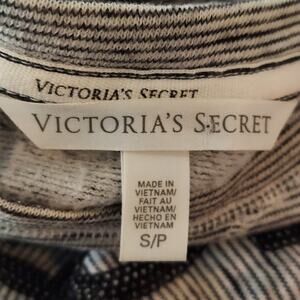 VICTORIA'S SECRET
VICTORIA'S SECRET
MADE IN
VIETNAM/
FAIT AU
VIETNAM/
HECHO EN
VIETNAM
S/P